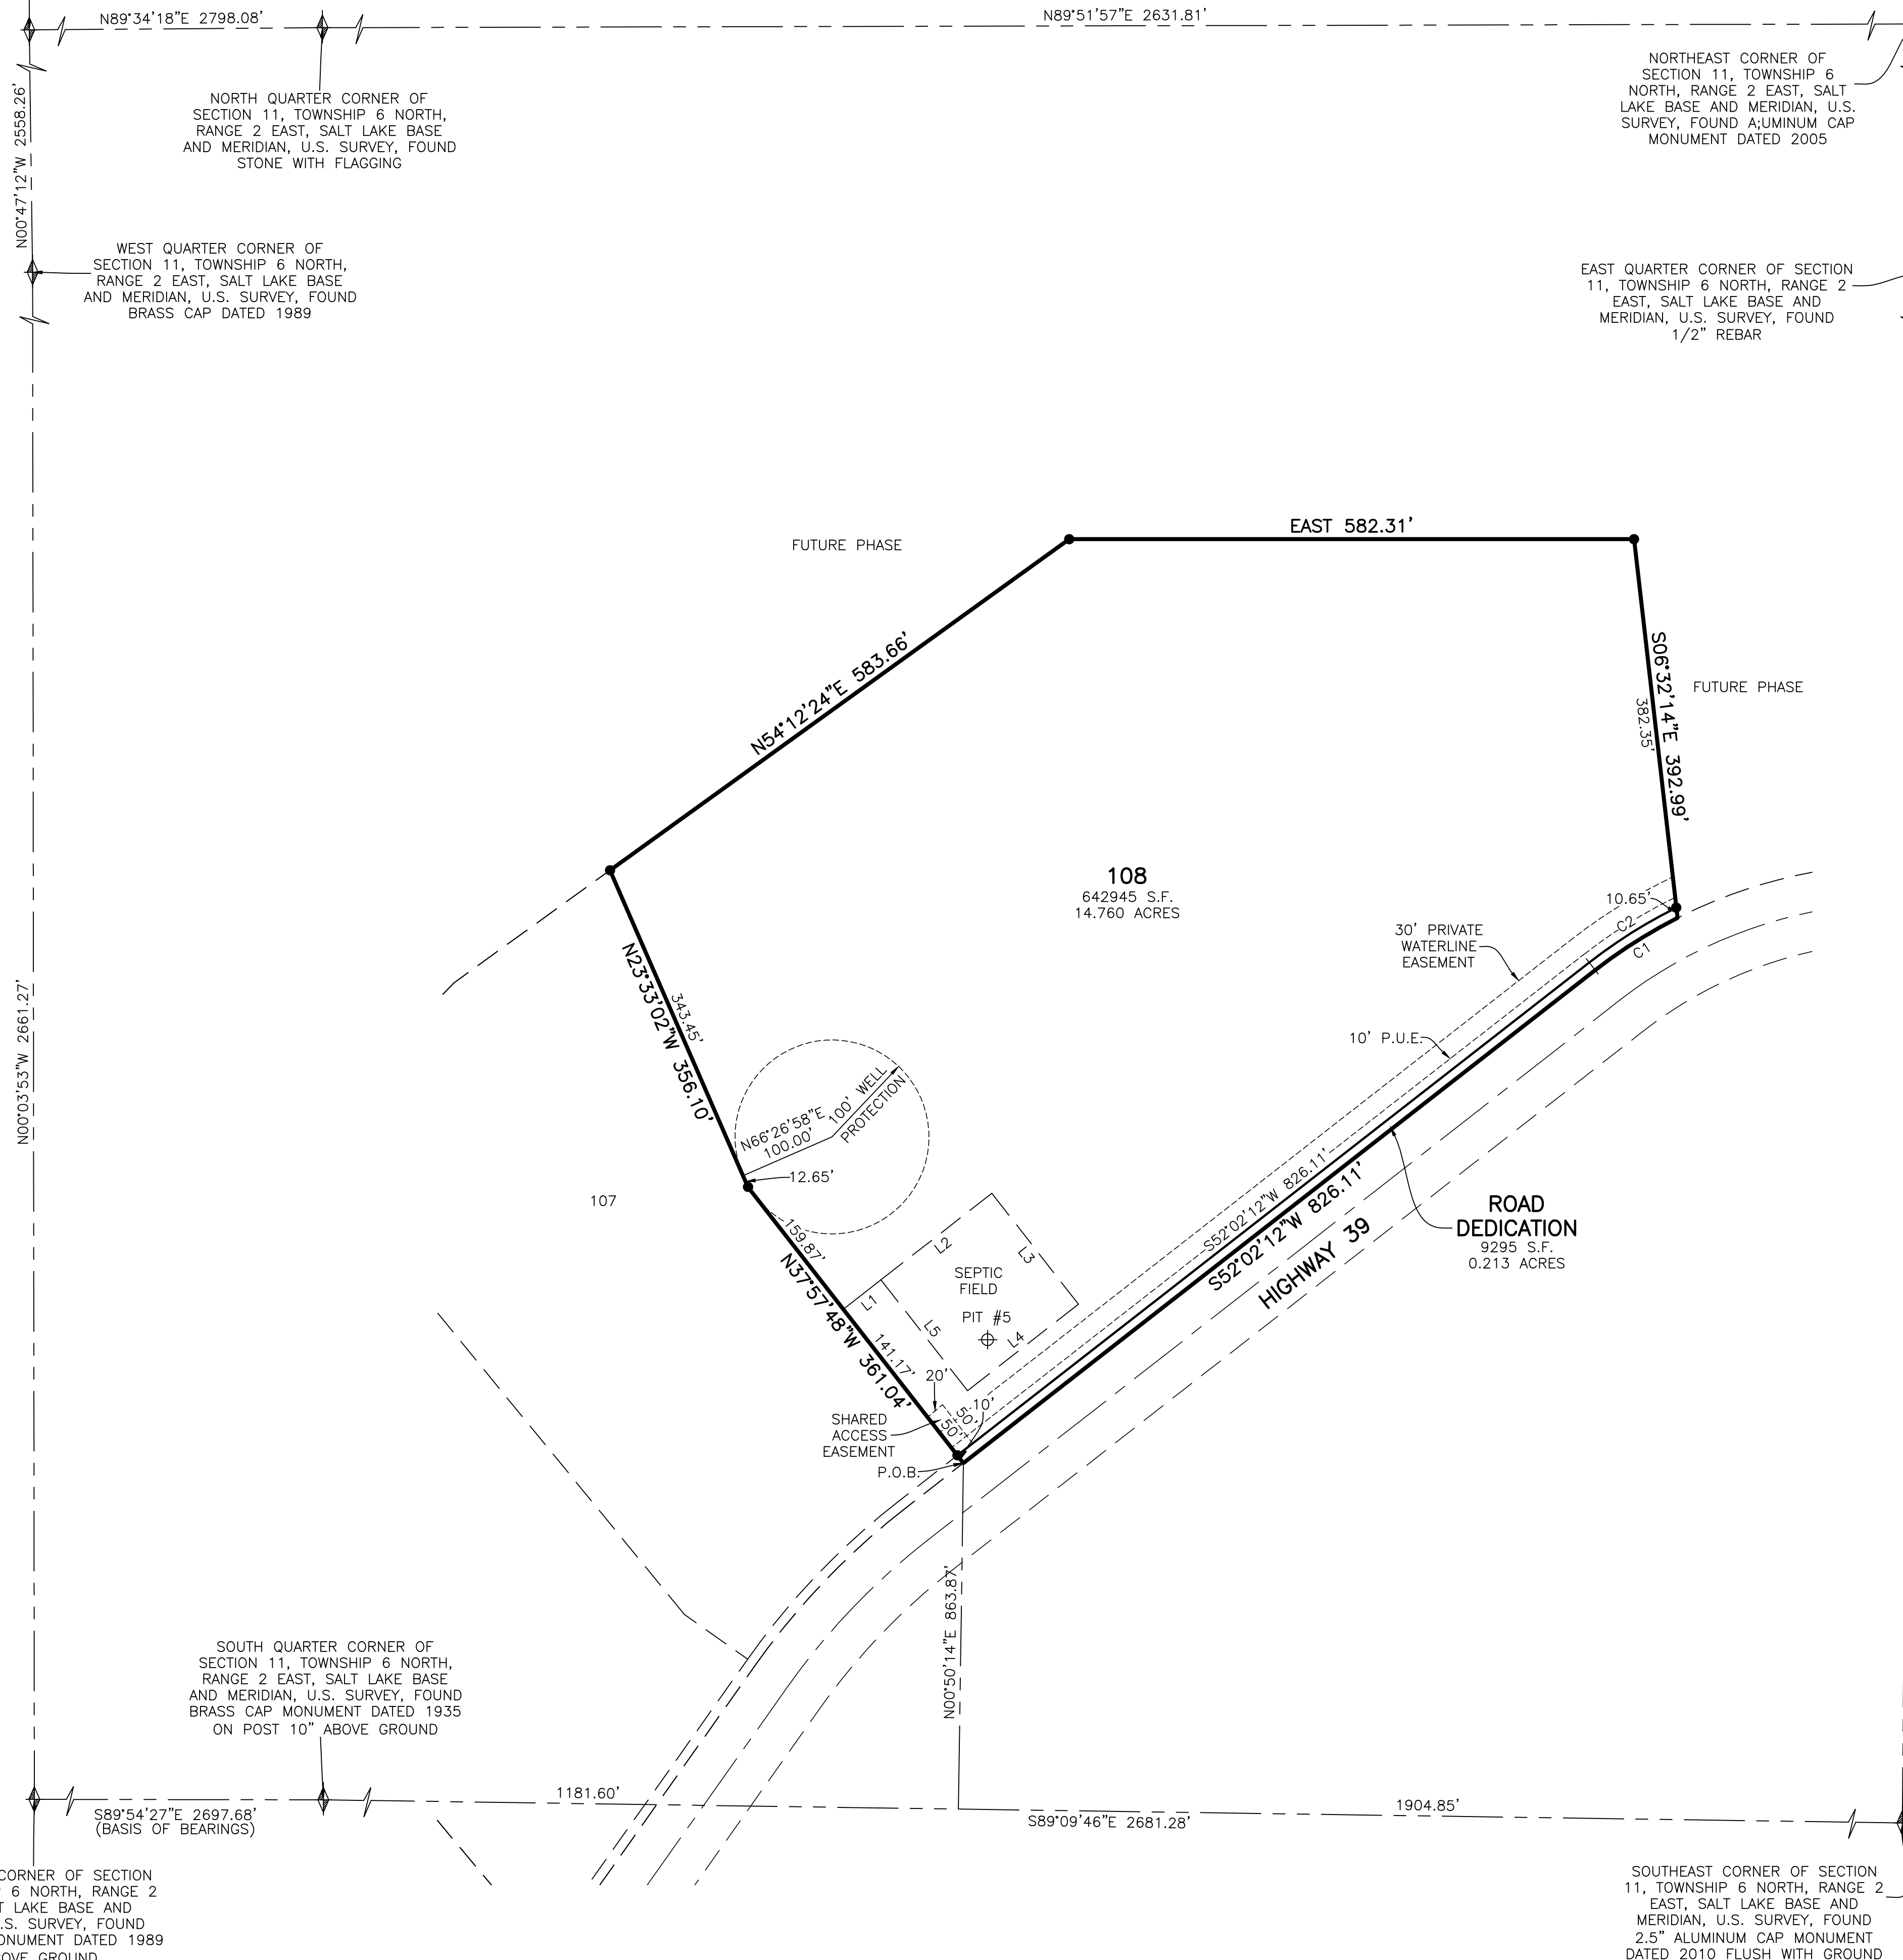 N89°34'18"E 2798.08'
N89°51'57"E 2631.81'
N00°47'12"W 2558.26'
NORTH QUARTER CORNER OF
SECTION 11, TOWNSHIP 6 NORTH,
RANGE 2 EAST, SALT LAKE BASE
AND MERIDIAN, U.S. SURVEY, FOUND
STONE WITH FLAGGING
NORTHEAST CORNER OF
SECTION 11, TOWNSHIP 6
NORTH, RANGE 2 EAST, SALT
LAKE BASE AND MERIDIAN, U.S.
SURVEY, FOUND A;UMINUM CAP
MONUMENT DATED 2005
WEST QUARTER CORNER OF
SECTION 11, TOWNSHIP 6 NORTH,
RANGE 2 EAST, SALT LAKE BASE
AND MERIDIAN, U.S. SURVEY, FOUND
BRASS CAP DATED 1989
EAST QUARTER CORNER OF SECTION
11, TOWNSHIP 6 NORTH, RANGE 2
EAST, SALT LAKE BASE AND
MERIDIAN, U.S. SURVEY, FOUND
1/2" REBAR
FUTURE PHASE
EAST 582.31'
N54°12'24"E 583.66'
S06°32'14"E 392.99'
382.35'
FUTURE PHASE
108
642945 S.F.
14.760 ACRES
10.65'
C2
C1
30' PRIVATE
WATERLINE
EASEMENT
10' P.U.E.
N23°33'02"W 356.10'
343.45'
N00°03'53"W 2661.27'
N66°26'58"E
100.00'
100' WELL
PROTECTION
12.65'
107
159.87'
N37°57'48"W 361.04'
141.17'
L1
L2
L3
L4
L5
SEPTIC
FIELD
PIT #5
S52°02'12"W 826.11'
S52°02'12"W 826.11'
HIGHWAY 39
ROAD
DEDICATION
9295 S.F.
0.213 ACRES
20'
10'
50'
50'
SHARED
ACCESS
EASEMENT
P.O.B.
N00°50'14"E 863.87'
SOUTH QUARTER CORNER OF
SECTION 11, TOWNSHIP 6 NORTH,
RANGE 2 EAST, SALT LAKE BASE
AND MERIDIAN, U.S. SURVEY, FOUND
BRASS CAP MONUMENT DATED 1935
ON POST 10" ABOVE GROUND
1181.60'
1904.85'
S89°54'27"E 2697.68'
(BASIS OF BEARINGS)
S89°09'46"E 2681.28'
CORNER OF SECTION
6 NORTH, RANGE 2
LAKE BASE AND
SURVEY, FOUND
DATED 1989
GROUND
SOUTHEAST CORNER OF SECTION
11, TOWNSHIP 6 NORTH, RANGE 2
EAST, SALT LAKE BASE AND
MERIDIAN, U.S. SURVEY, FOUND
2.5" ALUMINUM CAP MONUMENT
DATED 2010 FLUSH WITH GROUND